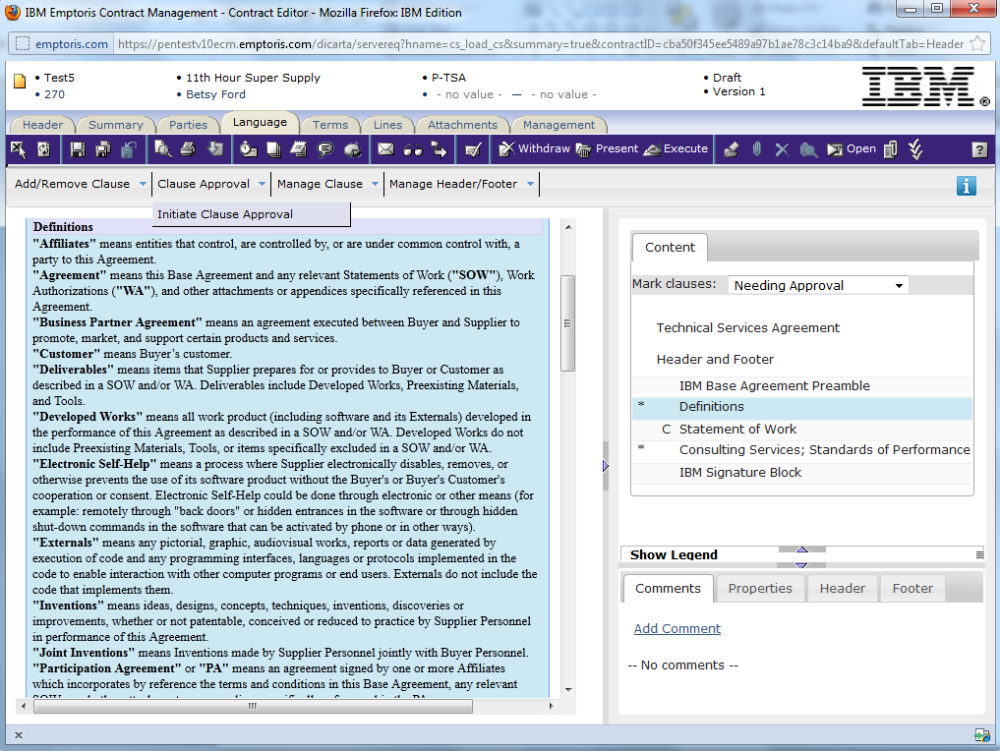 IBM Emptoris Contract Management - Contract Editor - Mozilla Firefox: IBM Edition
emptoris.com https://pentestv10ecm.emptoris.com/dicarta/servereq?hname=cs_load_cs&summary=true&contractID=cba50f345ee5489a97b1ae78c3c14ba9&defaultTab=Header
• Test5 • 11th Hour Super Supply • P-TSA • Draft
• 270 • Betsy Ford • - no value - — - no value - • Version 1
IBM®
Header Summary Parties Language Terms Lines Attachments Management
Withdraw Present Execute Open ?
Add/Remove Clause Clause Approval Manage Clause Manage Header/Footer i
Initiate Clause Approval
Definitions
"Affiliates" means entities that control, are controlled by, or are under common control with, a
party to this Agreement.
"Agreement" means this Base Agreement and any relevant Statements of Work ("SOW"), Work
Authorizations ("WA"), and other attachments or appendices specifically referenced in this
Agreement.
"Business Partner Agreement" means an agreement executed between Buyer and Supplier to
promote, market, and support certain products and services.
"Customer" means Buyer’s customer.
"Deliverables" means items that Supplier prepares for or provides to Buyer or Customer as
described in a SOW and/or WA. Deliverables include Developed Works, Preexisting Materials,
and Tools.
"Developed Works" means all work product (including software and its Externals) developed in
the performance of this Agreement as described in a SOW and/or WA. Developed Works do not
include Preexisting Materials, Tools, or items specifically excluded in a SOW and/or WA.
"Electronic Self-Help" means a process where Supplier electronically disables, removes, or
otherwise prevents the use of its software product without the Buyer's or Buyer's Customer's
cooperation or consent. Electronic Self-Help could be done through electronic or other means (for
example: remotely through "back doors" or hidden entrances in the software or through hidden
shut-down commands in the software that can be activated by phone or in other ways).
"Externals" means any pictorial, graphic, audiovisual works, reports or data generated by
execution of code and any programming interfaces, languages or protocols implemented in the
code to enable interaction with other computer programs or end users. Externals do not include the
code that implements them.
"Inventions" means ideas, designs, concepts, techniques, inventions, discoveries or
improvements, whether or not patentable, conceived or reduced to practice by Supplier Personnel
in performance of this Agreement.
"Joint Inventions" means Inventions made by Supplier Personnel jointly with Buyer Personnel.
"Participation Agreement" or "PA" means an agreement signed by one or more Affiliates
which incorporates by reference the terms and conditions in this Base Agreement, any relevant
Content
Mark clauses: Needing Approval
Technical Services Agreement
Header and Footer
IBM Base Agreement Preamble
* Definitions
C Statement of Work
* Consulting Services; Standards of Performance
IBM Signature Block
Show Legend
Comments Properties Header Footer
Add Comment
-- No comments --
x